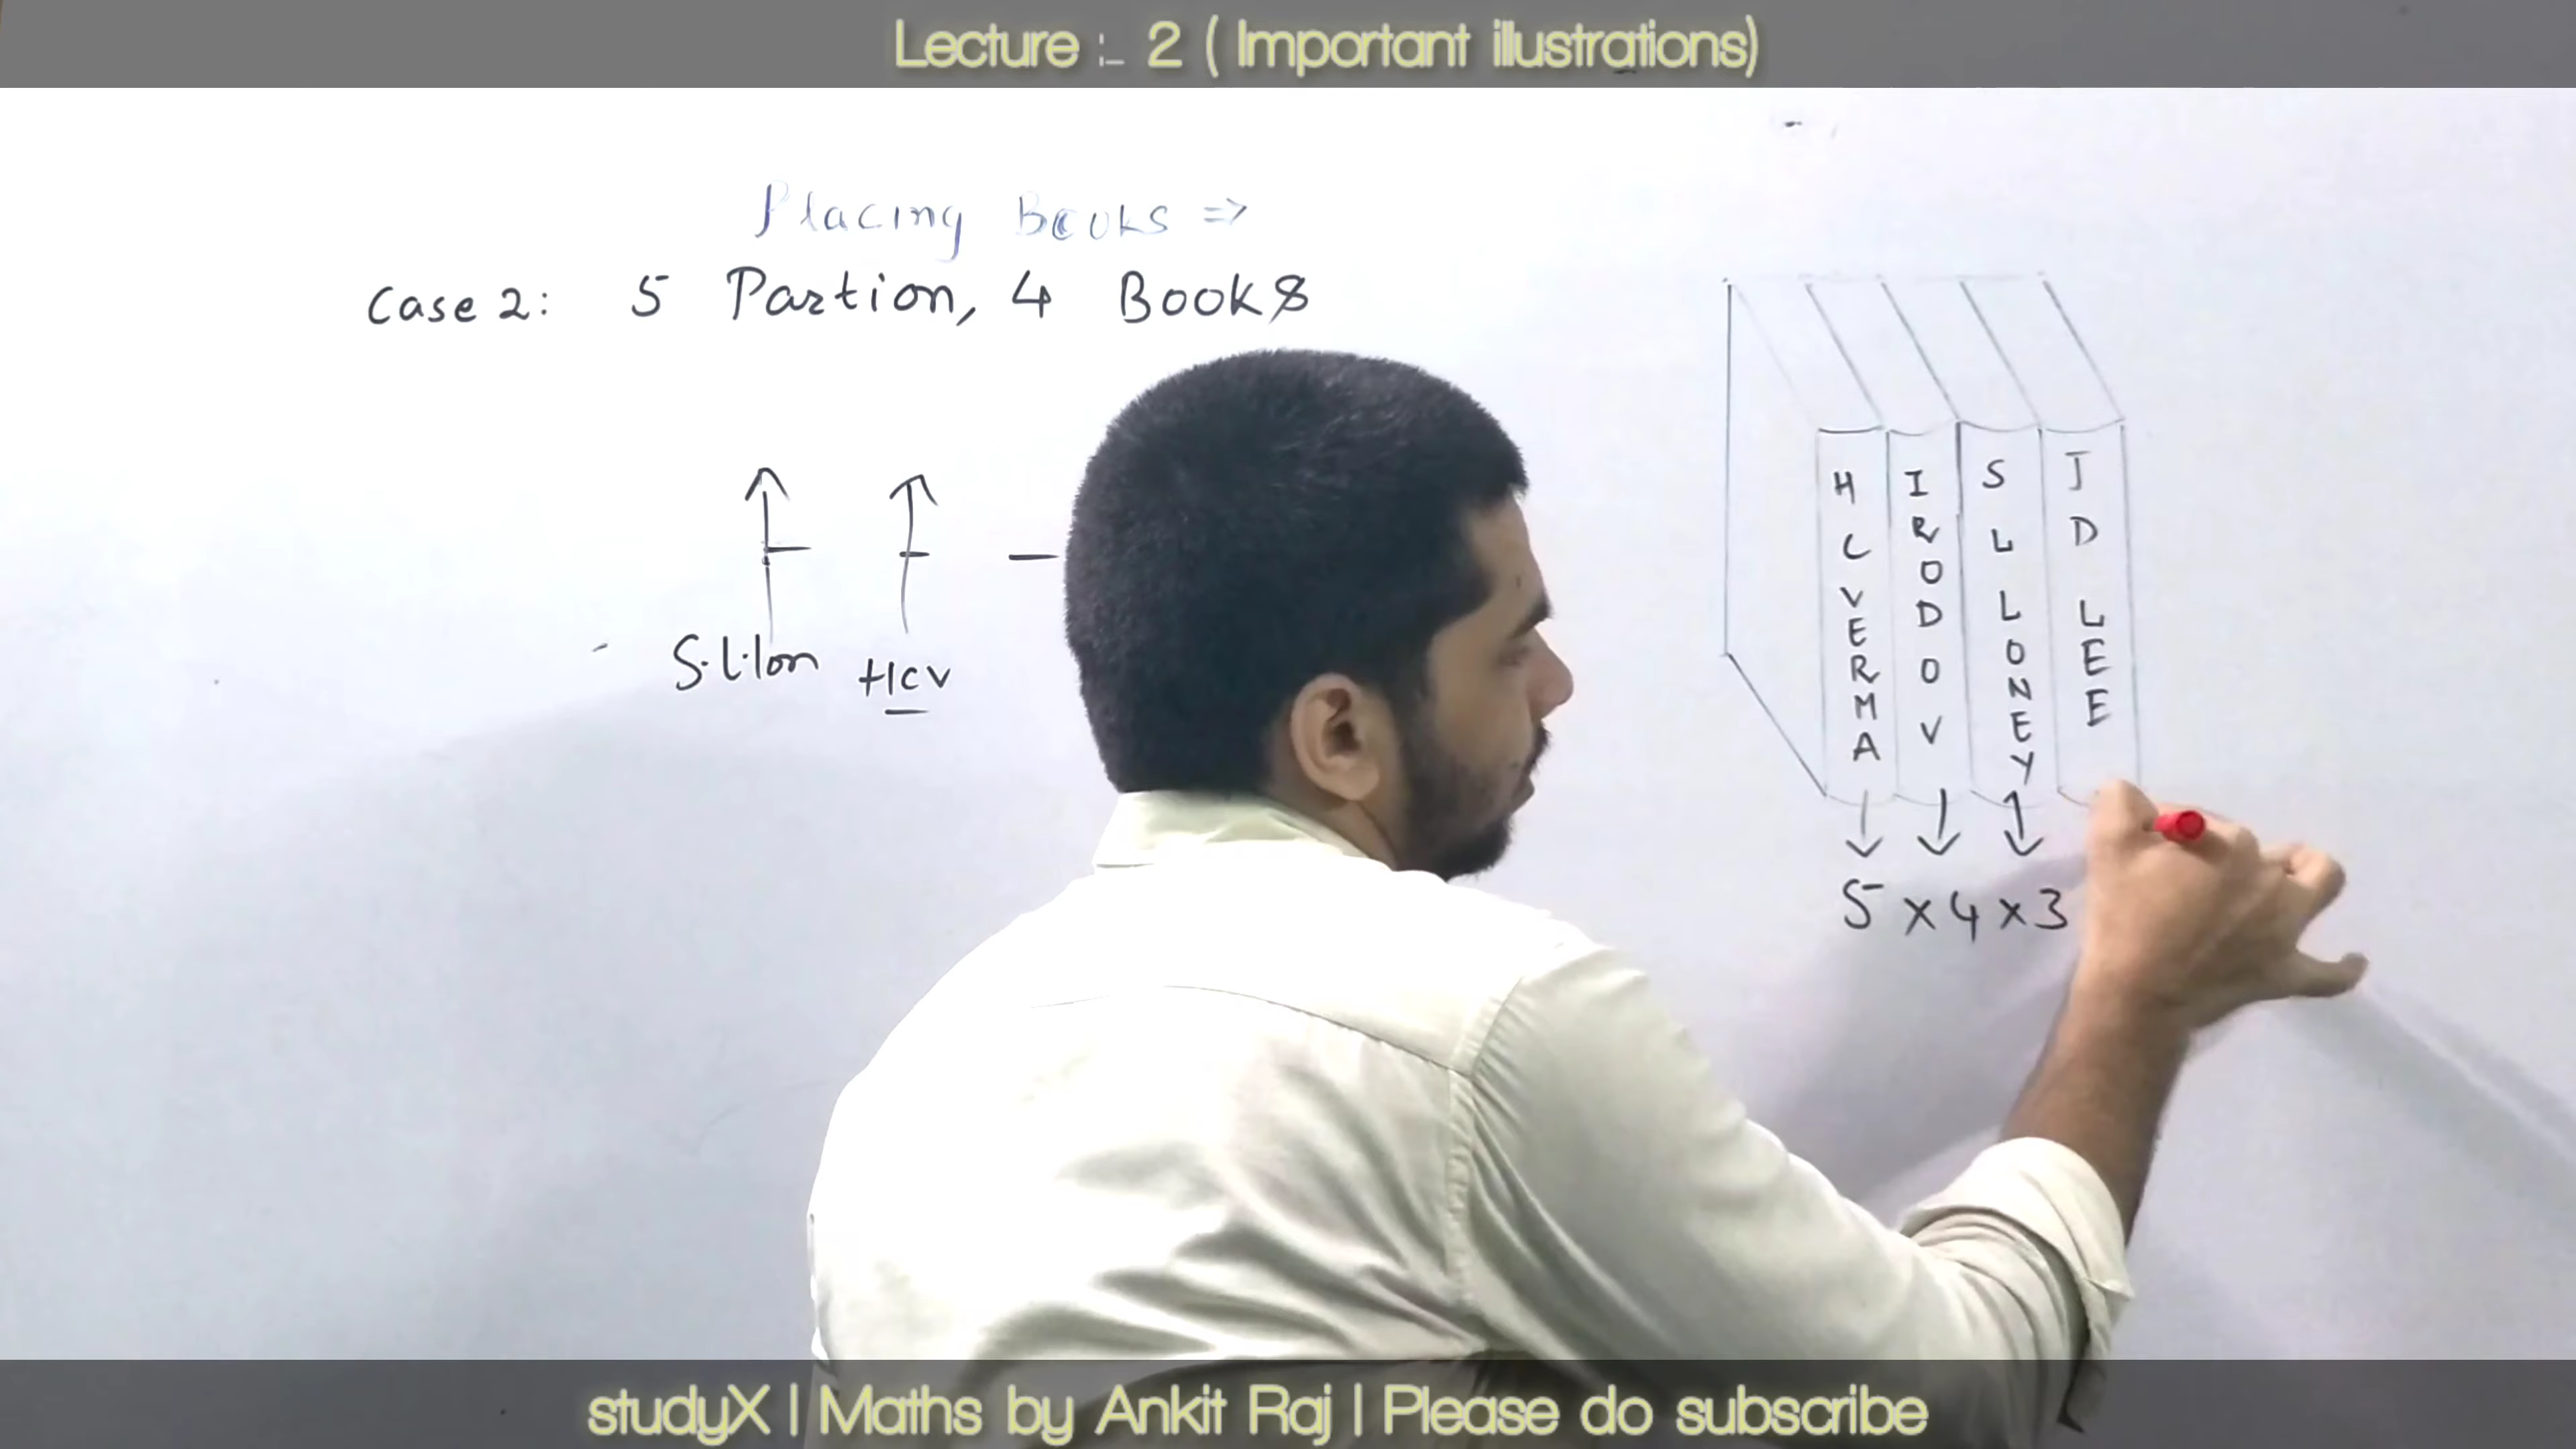 Lecture :- 2 ( Important illustrations)
Placing Books =>
Case 2: 5 Partion, 4 Books
S.L.lon HCV
H C VERMA
IRODOV
S L LONEY
J D LEE
5 x 4 x 3
studyX | Maths by Ankit Raj | Please do subscribe